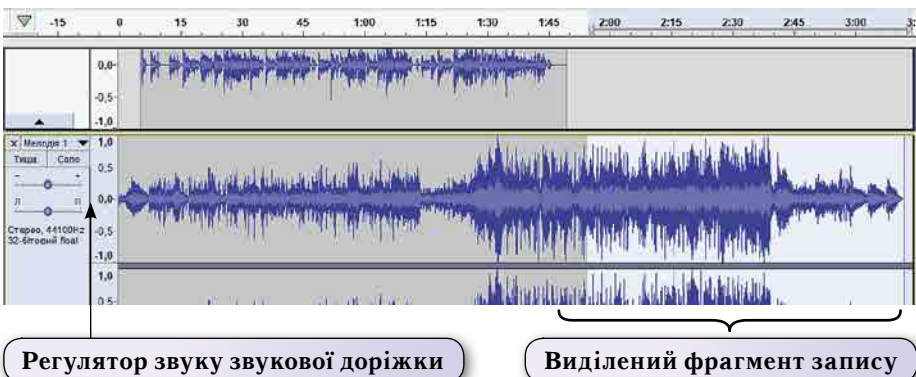 -15 0 15 30 45 1:00 1:15 1:30 1:45 2:00 2:15 2:30 2:45 3:00 3:
0,0
-0,5
-1,0
x Мелодія 1 1,0
Тиша Соло
0,5
- +
Л П 0,0
Стерео, 44100Hz -0,5
32-бітовий float
-1,0
1,0
0,5
Регулятор звуку звукової доріжки
Виділений фрагмент запису